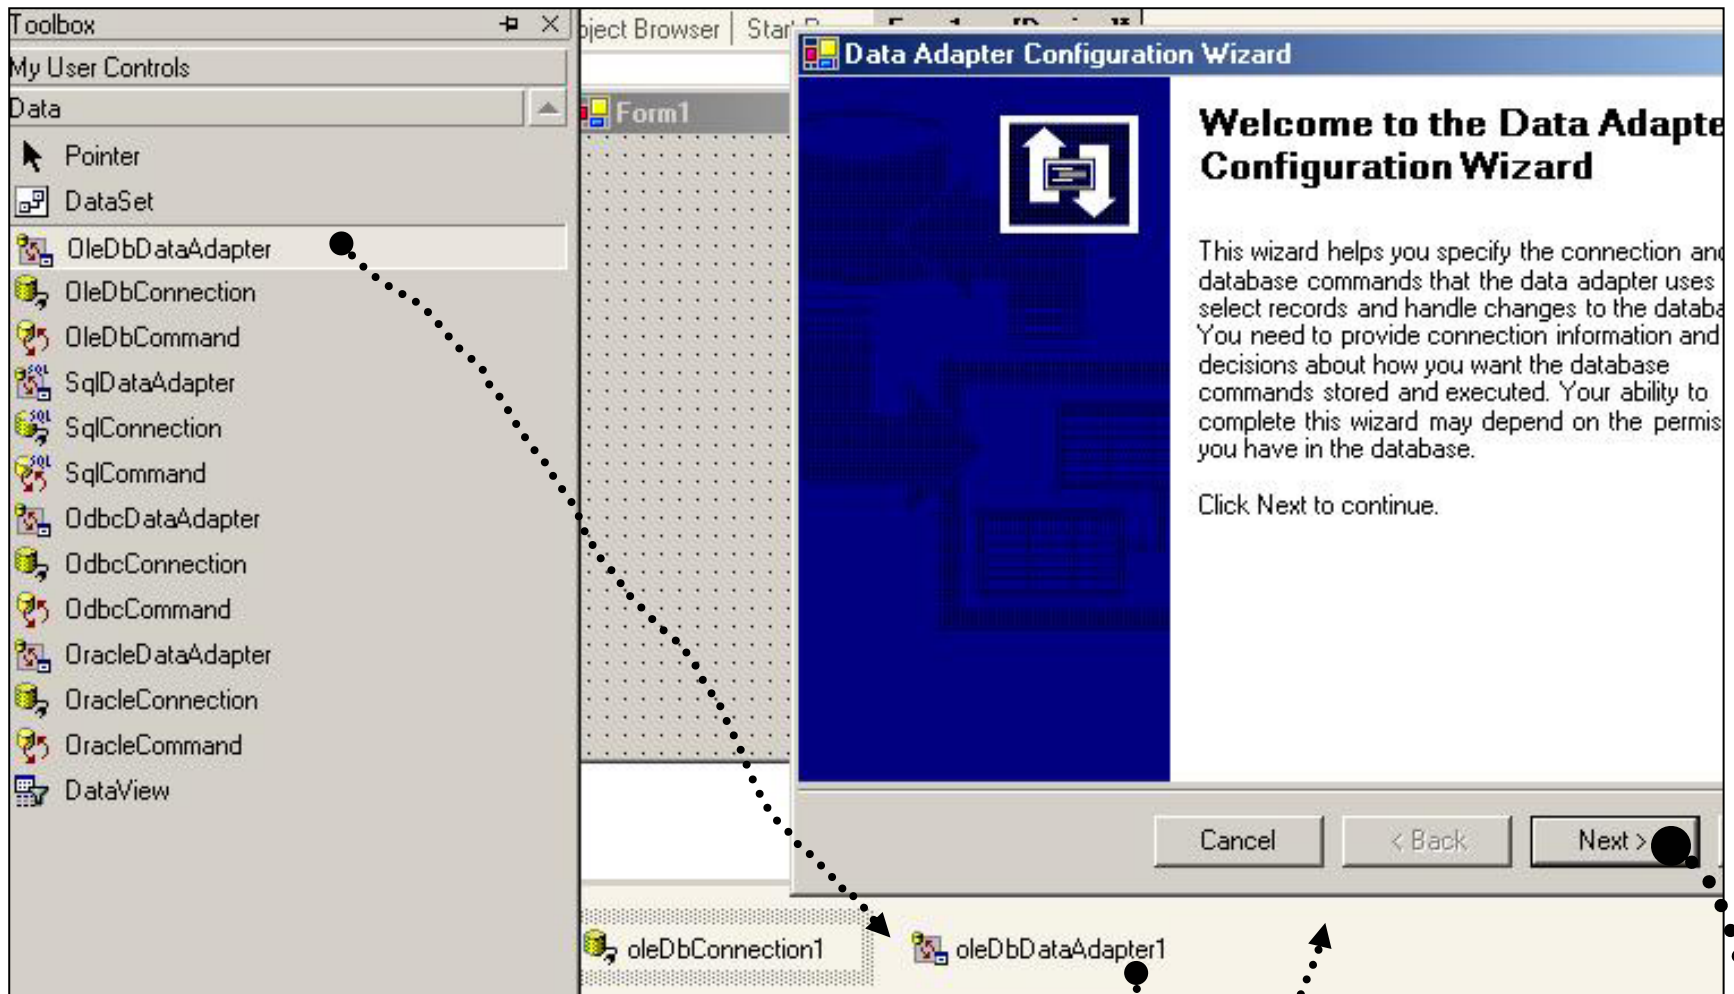 Toolbox
My User Controls
Data
Pointer
DataSet
OleDbDataAdapter
OleDbConnection
OleDbCommand
SqlDataAdapter
SqlConnection
SqlCommand
OdbcDataAdapter
OdbcConnection
OdbcCommand
OracleDataAdapter
OracleConnection
OracleCommand
DataView
Browser
Form1
Data Adapter Configuration Wizard
Welcome to the Data Adapte
Configuration Wizard
This wizard helps you specify the connection and
database commands that the data adapter uses
select records and handle changes to the databa
You need to provide connection information and
decisions about how you want the database
commands stored and executed. Your ability to
complete this wizard may depend on the permis
you have in the database.
Click Next to continue.
Cancel
< Back
Next >
oleDbConnection1
oleDbDataAdapter1